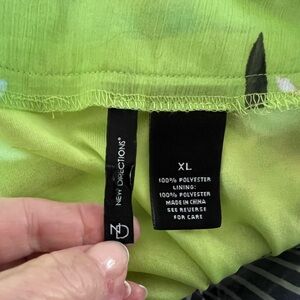 NEW DIRECTIONS®
ND
XL
100% POLYESTER
LINING:
100% POLYESTER
MADE IN CHINA
SEE REVERSE
FOR CARE